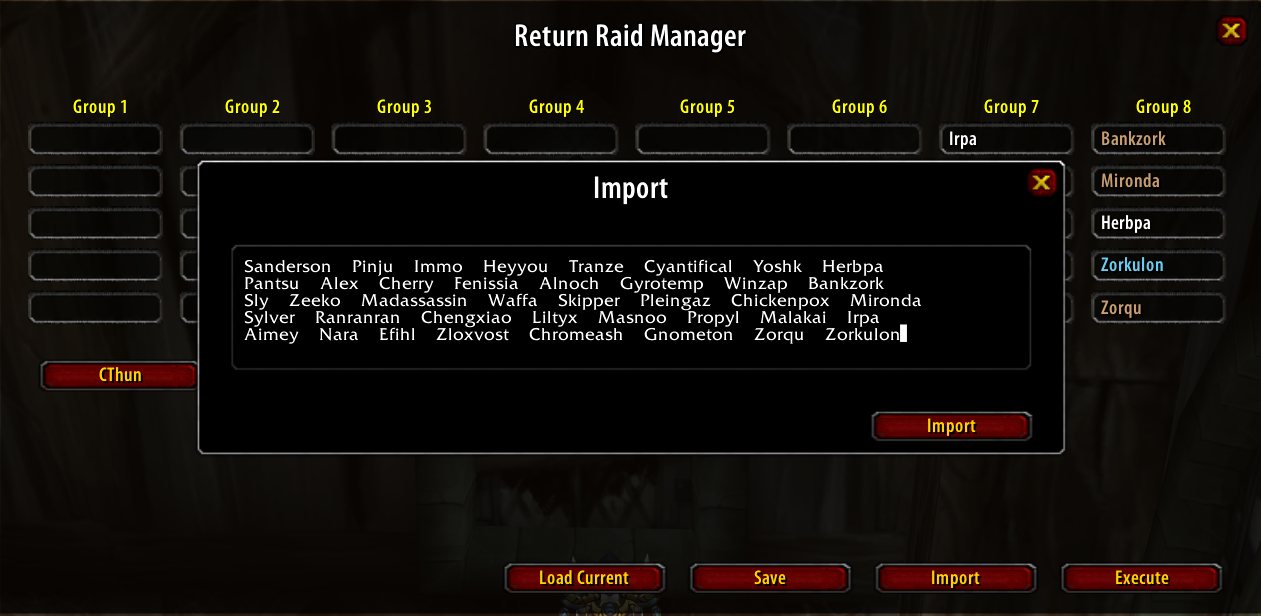 Return Raid Manager
Group 1 Group 2 Group 3 Group 4 Group 5 Group 6 Group 7 Group 8
Irpa Bankzork
Mironda
Herbpa
Zorkulon
Zorqu
Import
Sanderson Pinju Immo Heyyou Tranze Cyantifical Yoshk Herbpa
Pantsu Alex Cherry Fenissia Alnoch Gyrotemp Winzap Bankzork
Sly Zeeko Madassassin Waffa Skipper Pleingaz Chickenpox Mironda
Sylver Ranranran Chengxiao Liltyx Masnoo Propyl Malakai Irpa
Aimey Nara Efihl Zloxvost Chromeash Gnometon Zorqu Zorkulon
CThun
Import
Load Current Save Import Execute